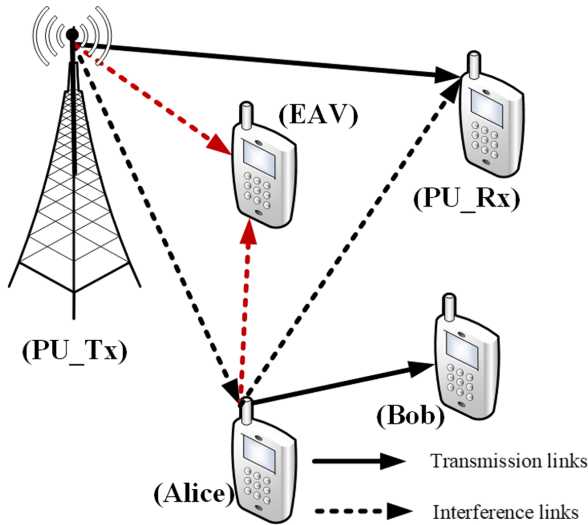 (EAV)
(PU_Rx)
(PU_Tx)
(Bob)
(Alice)
Transmission links
Interference links